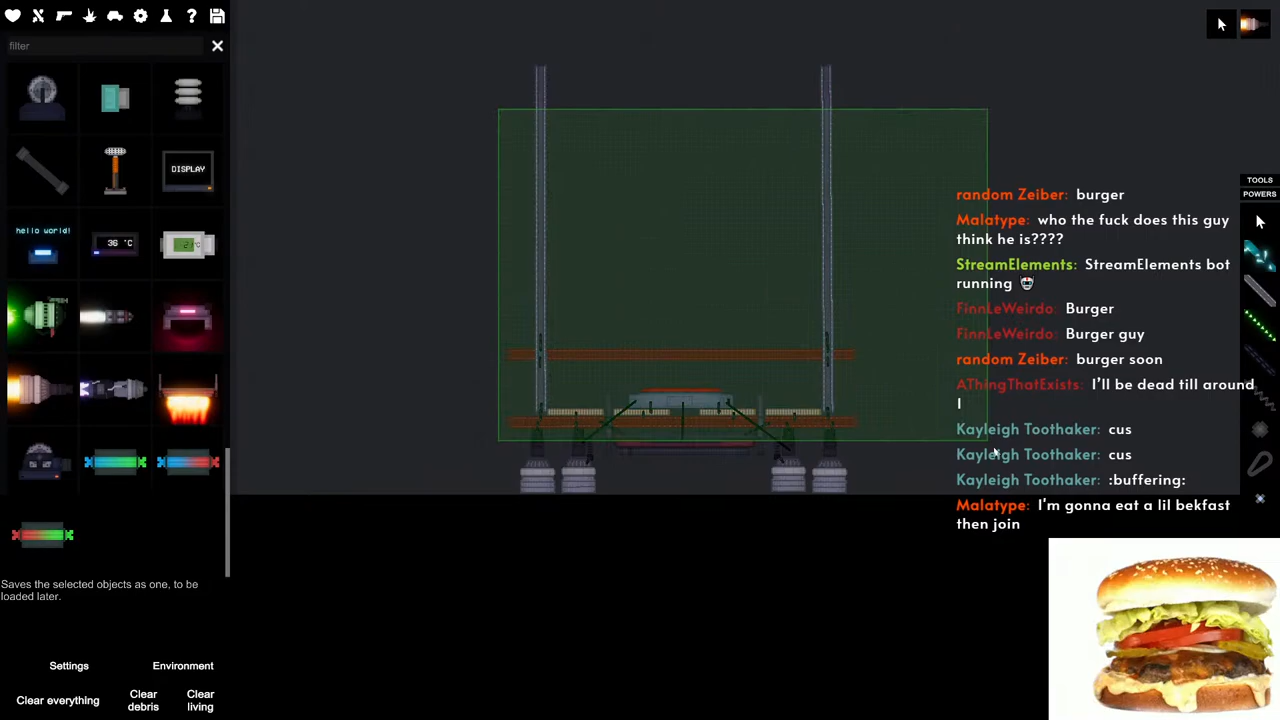 filter
DISPLAY
hello world!
36 °C
Saves the selected objects as one, to be
loaded later.
Settings
Environment
Clear everything
Clear
debris
Clear
living
TOOLS
POWERS
random Zeiber: burger
Malatype: who the fuck does this guy
think he is????
StreamElements: StreamElements bot
running
FinnLeWeirdo: Burger
FinnLeWeirdo: Burger guy
random Zeiber: burger soon
AThingThatExists: I'll be dead till around
1
Kayleigh Toothaker: cus
Kayleigh Toothaker: cus
Kayleigh Toothaker: :buffering:
Malatype: I'm gonna eat a lil bekfast
then join